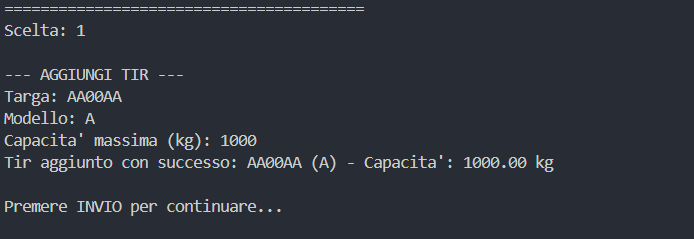 ========================================
Scelta: 1
--- AGGIUNGI TIR ---
Targa: AA00AA
Modello: A
Capacita' massima (kg): 1000
Tir aggiunto con successo: AA00AA (A) - Capacita': 1000.00 kg
Premere INVIO per continuare...